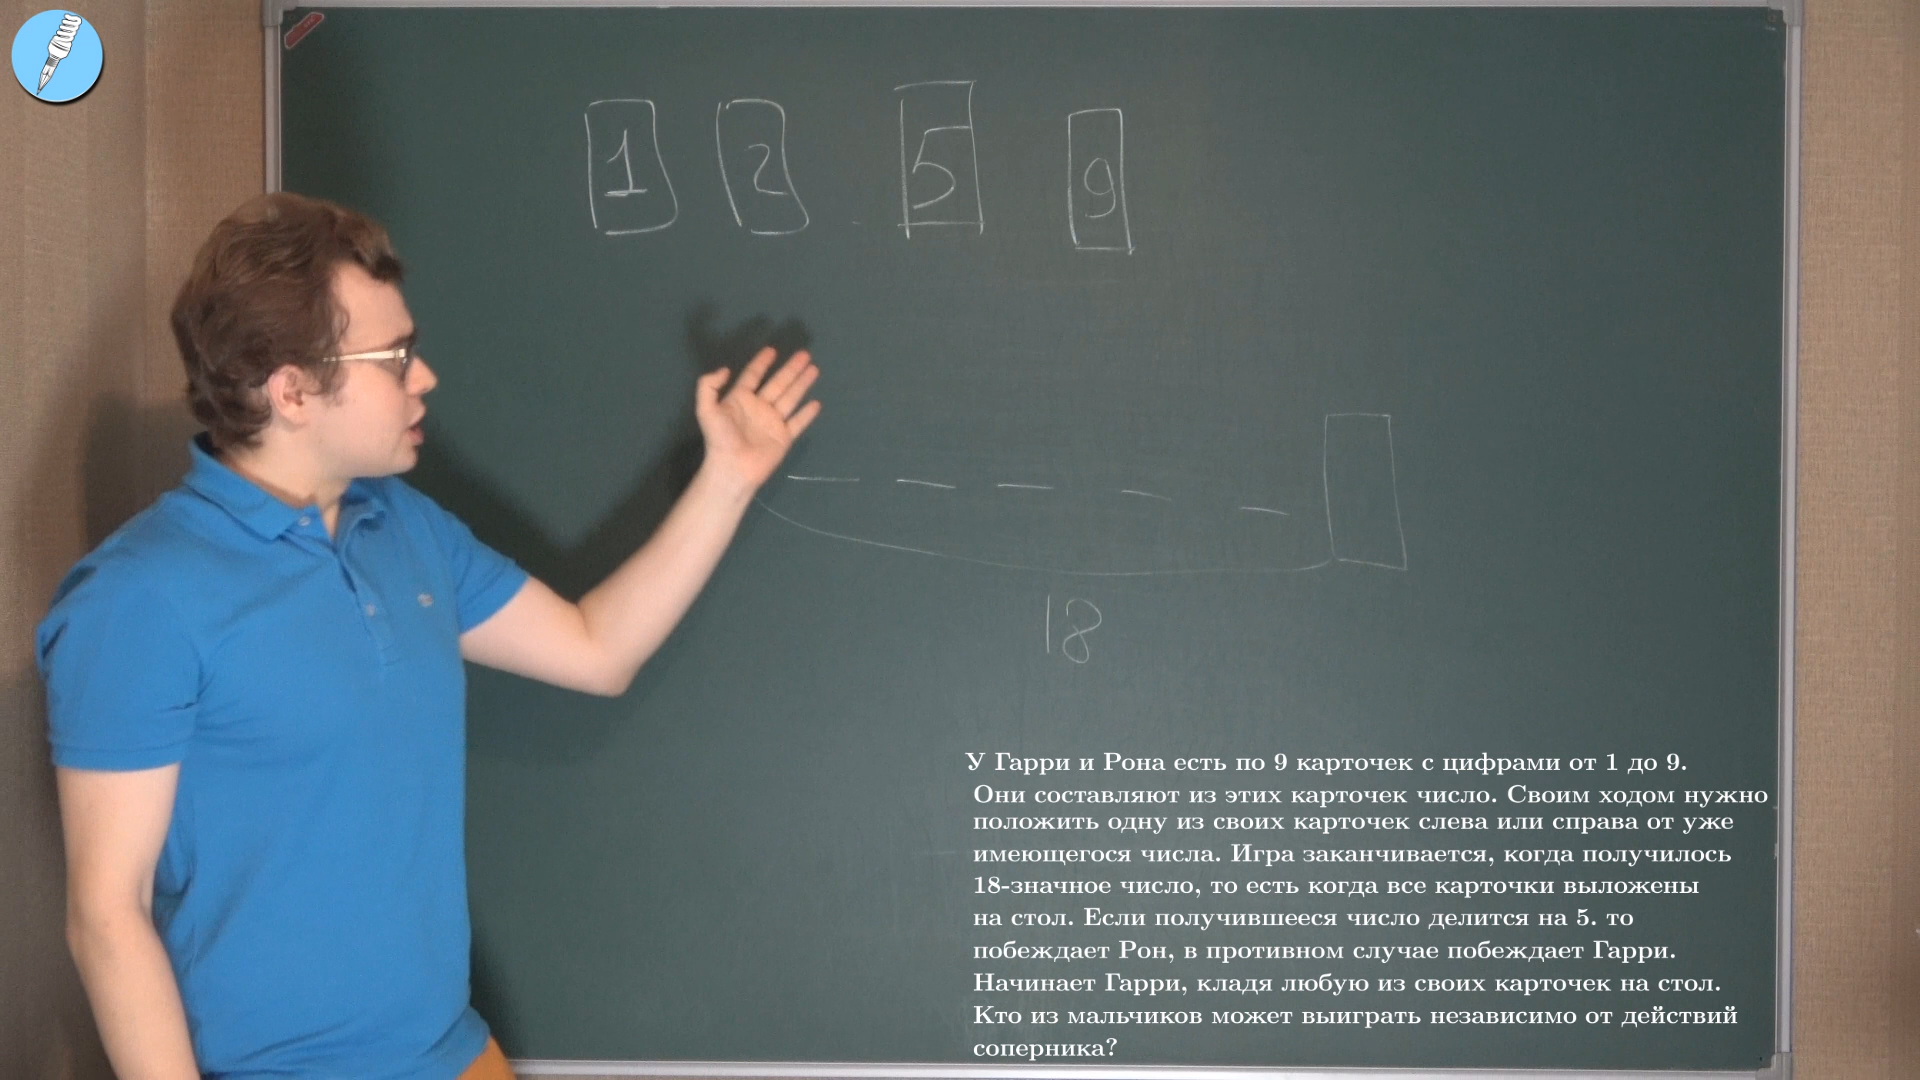 1 2 5 9
18
У Гарри и Рона есть по 9 карточек с цифрами от 1 до 9.
Они составляют из этих карточек число. Своим ходом нужно
положить одну из своих карточек слева или справа от уже
имеющегося числа. Игра заканчивается, когда получилось
18-значное число, то есть когда все карточки выложены
на стол. Если получившееся число делится на 5. то
побеждает Рон, в противном случае побеждает Гарри.
Начинает Гарри, кладя любую из своих карточек на стол.
Кто из мальчиков может выиграть независимо от действий
соперника?